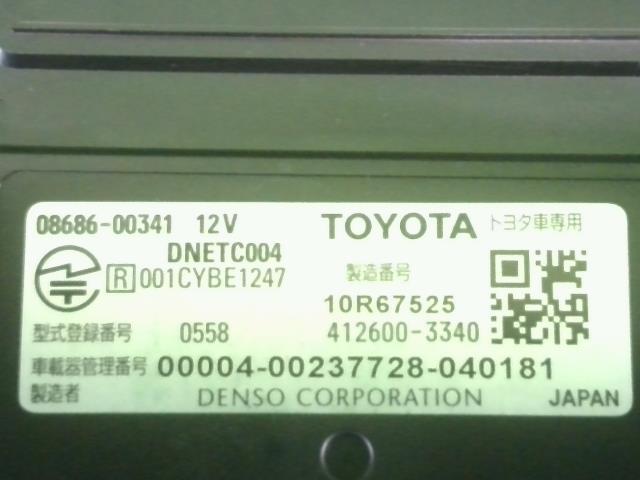 08686-00341 12V TOYOTA トヨタ車専用
DNETC004
R 001CYBE1247 製造番号
10R67525
型式登録番号 0558 412600-3340
車載器管理番号 00004-00237728-040181
製造者 DENSO CORPORATION JAPAN